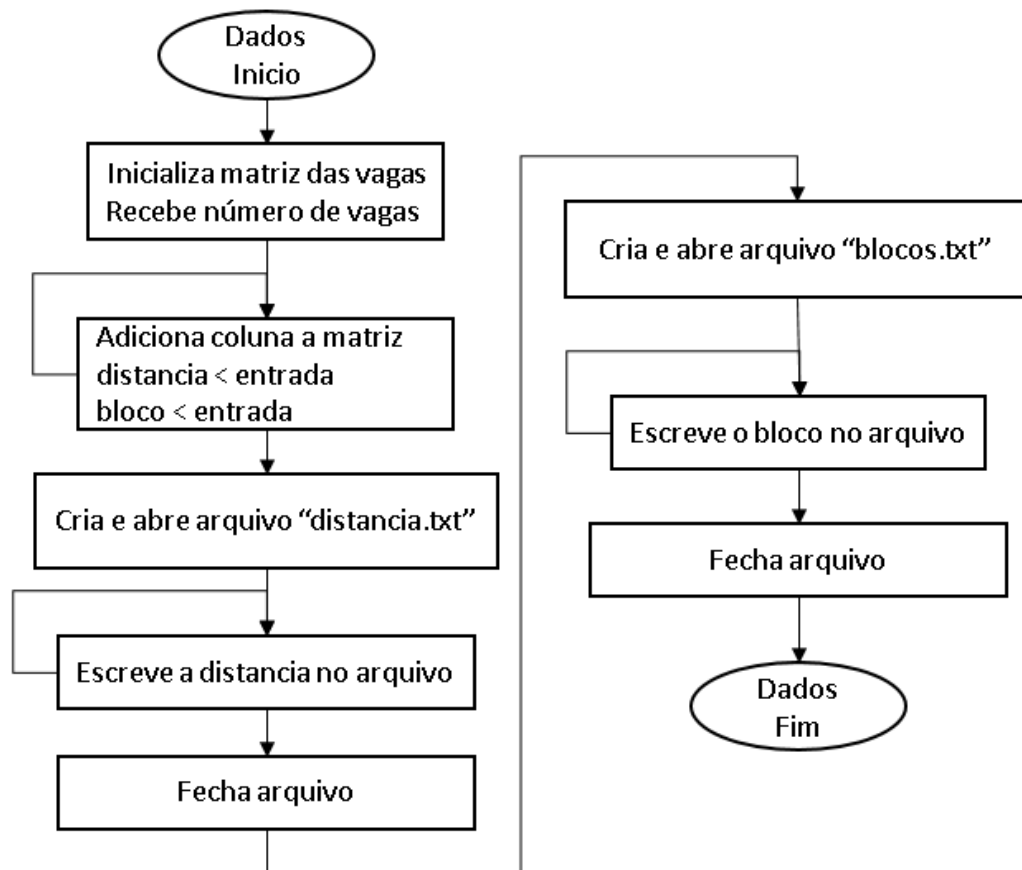 Dados
Inicio
Inicializa matriz das vagas
Recebe número de vagas
Adiciona coluna a matriz
distancia < entrada
bloco < entrada
Cria e abre arquivo “distancia.txt”
Escreve a distancia no arquivo
Fecha arquivo
Cria e abre arquivo “blocos.txt”
Escreve o bloco no arquivo
Fecha arquivo
Dados
Fim